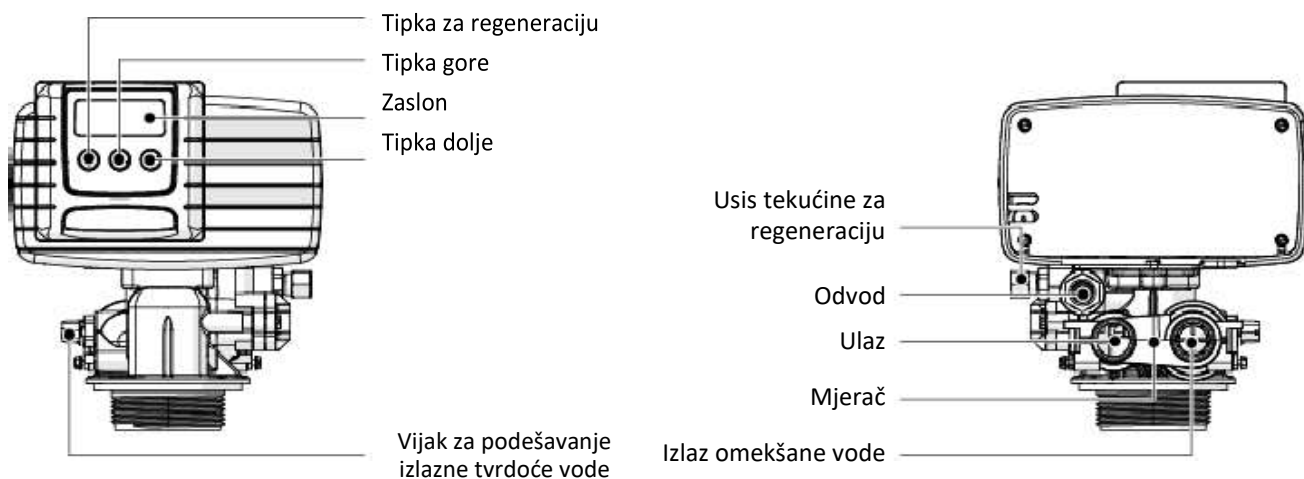 Tipka za regeneraciju
Tipka gore
Zaslon
Tipka dolje
Vijak za podešavanje
izlazne tvrdoće vode
Usis tekućine za
regeneraciju
Odvod
Ulaz
Mjerač
Izlaz omekšane vode